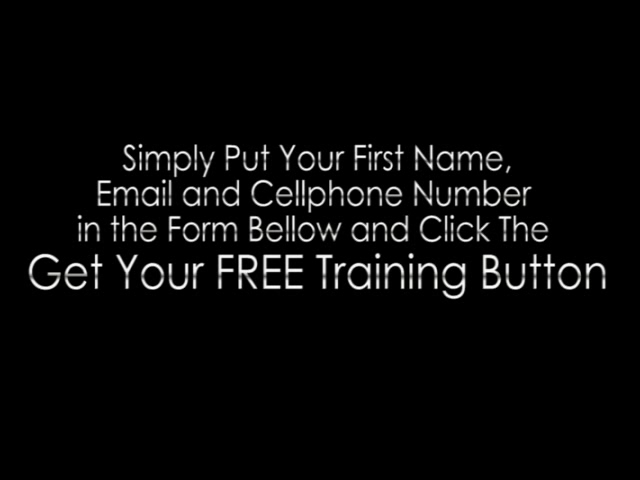 Simply Put Your First Name,
Email and Cellphone Number
in the Form Bellow and Click The
Get Your FREE Training Button